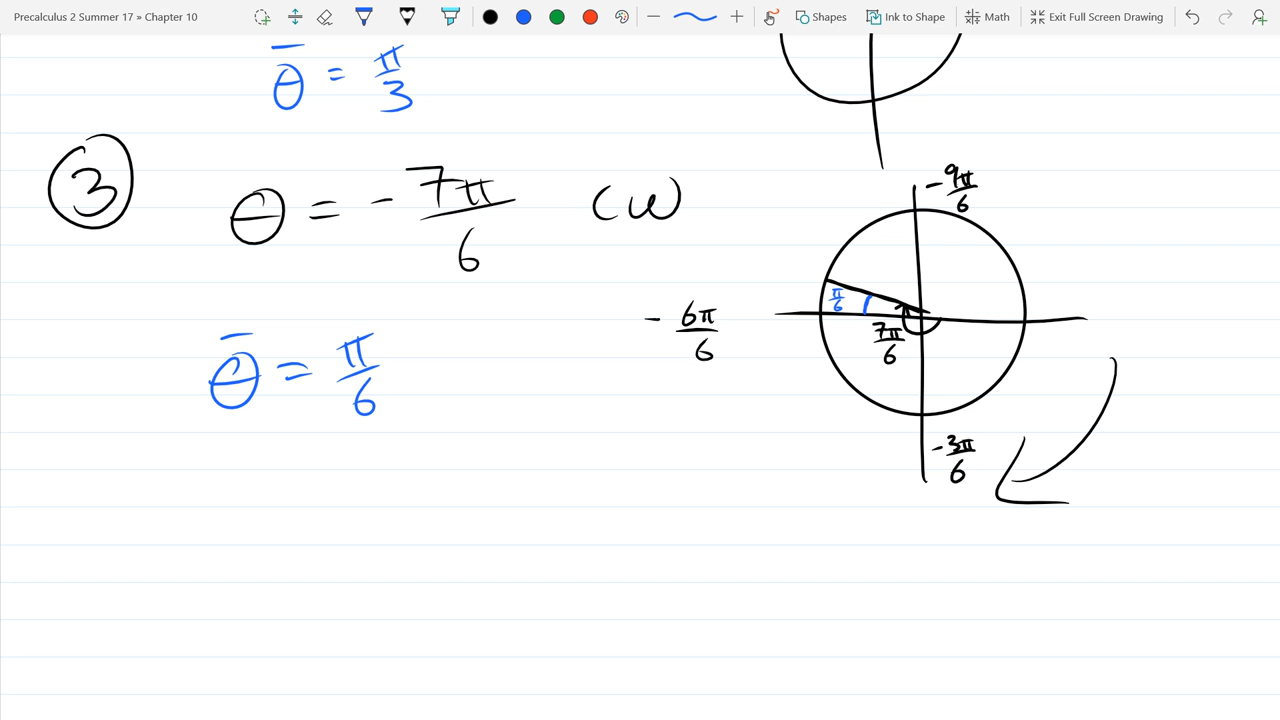 Precalculus 2 Summer 17 » Chapter 10
Shapes
Ink to Shape
Math
Exit Full Screen Drawing
θ̄ = π/3
③ θ = -7π/6 (W)
-9π/6
π/6
-6π/6
7π/6
θ̄ = π/6
-3π/6